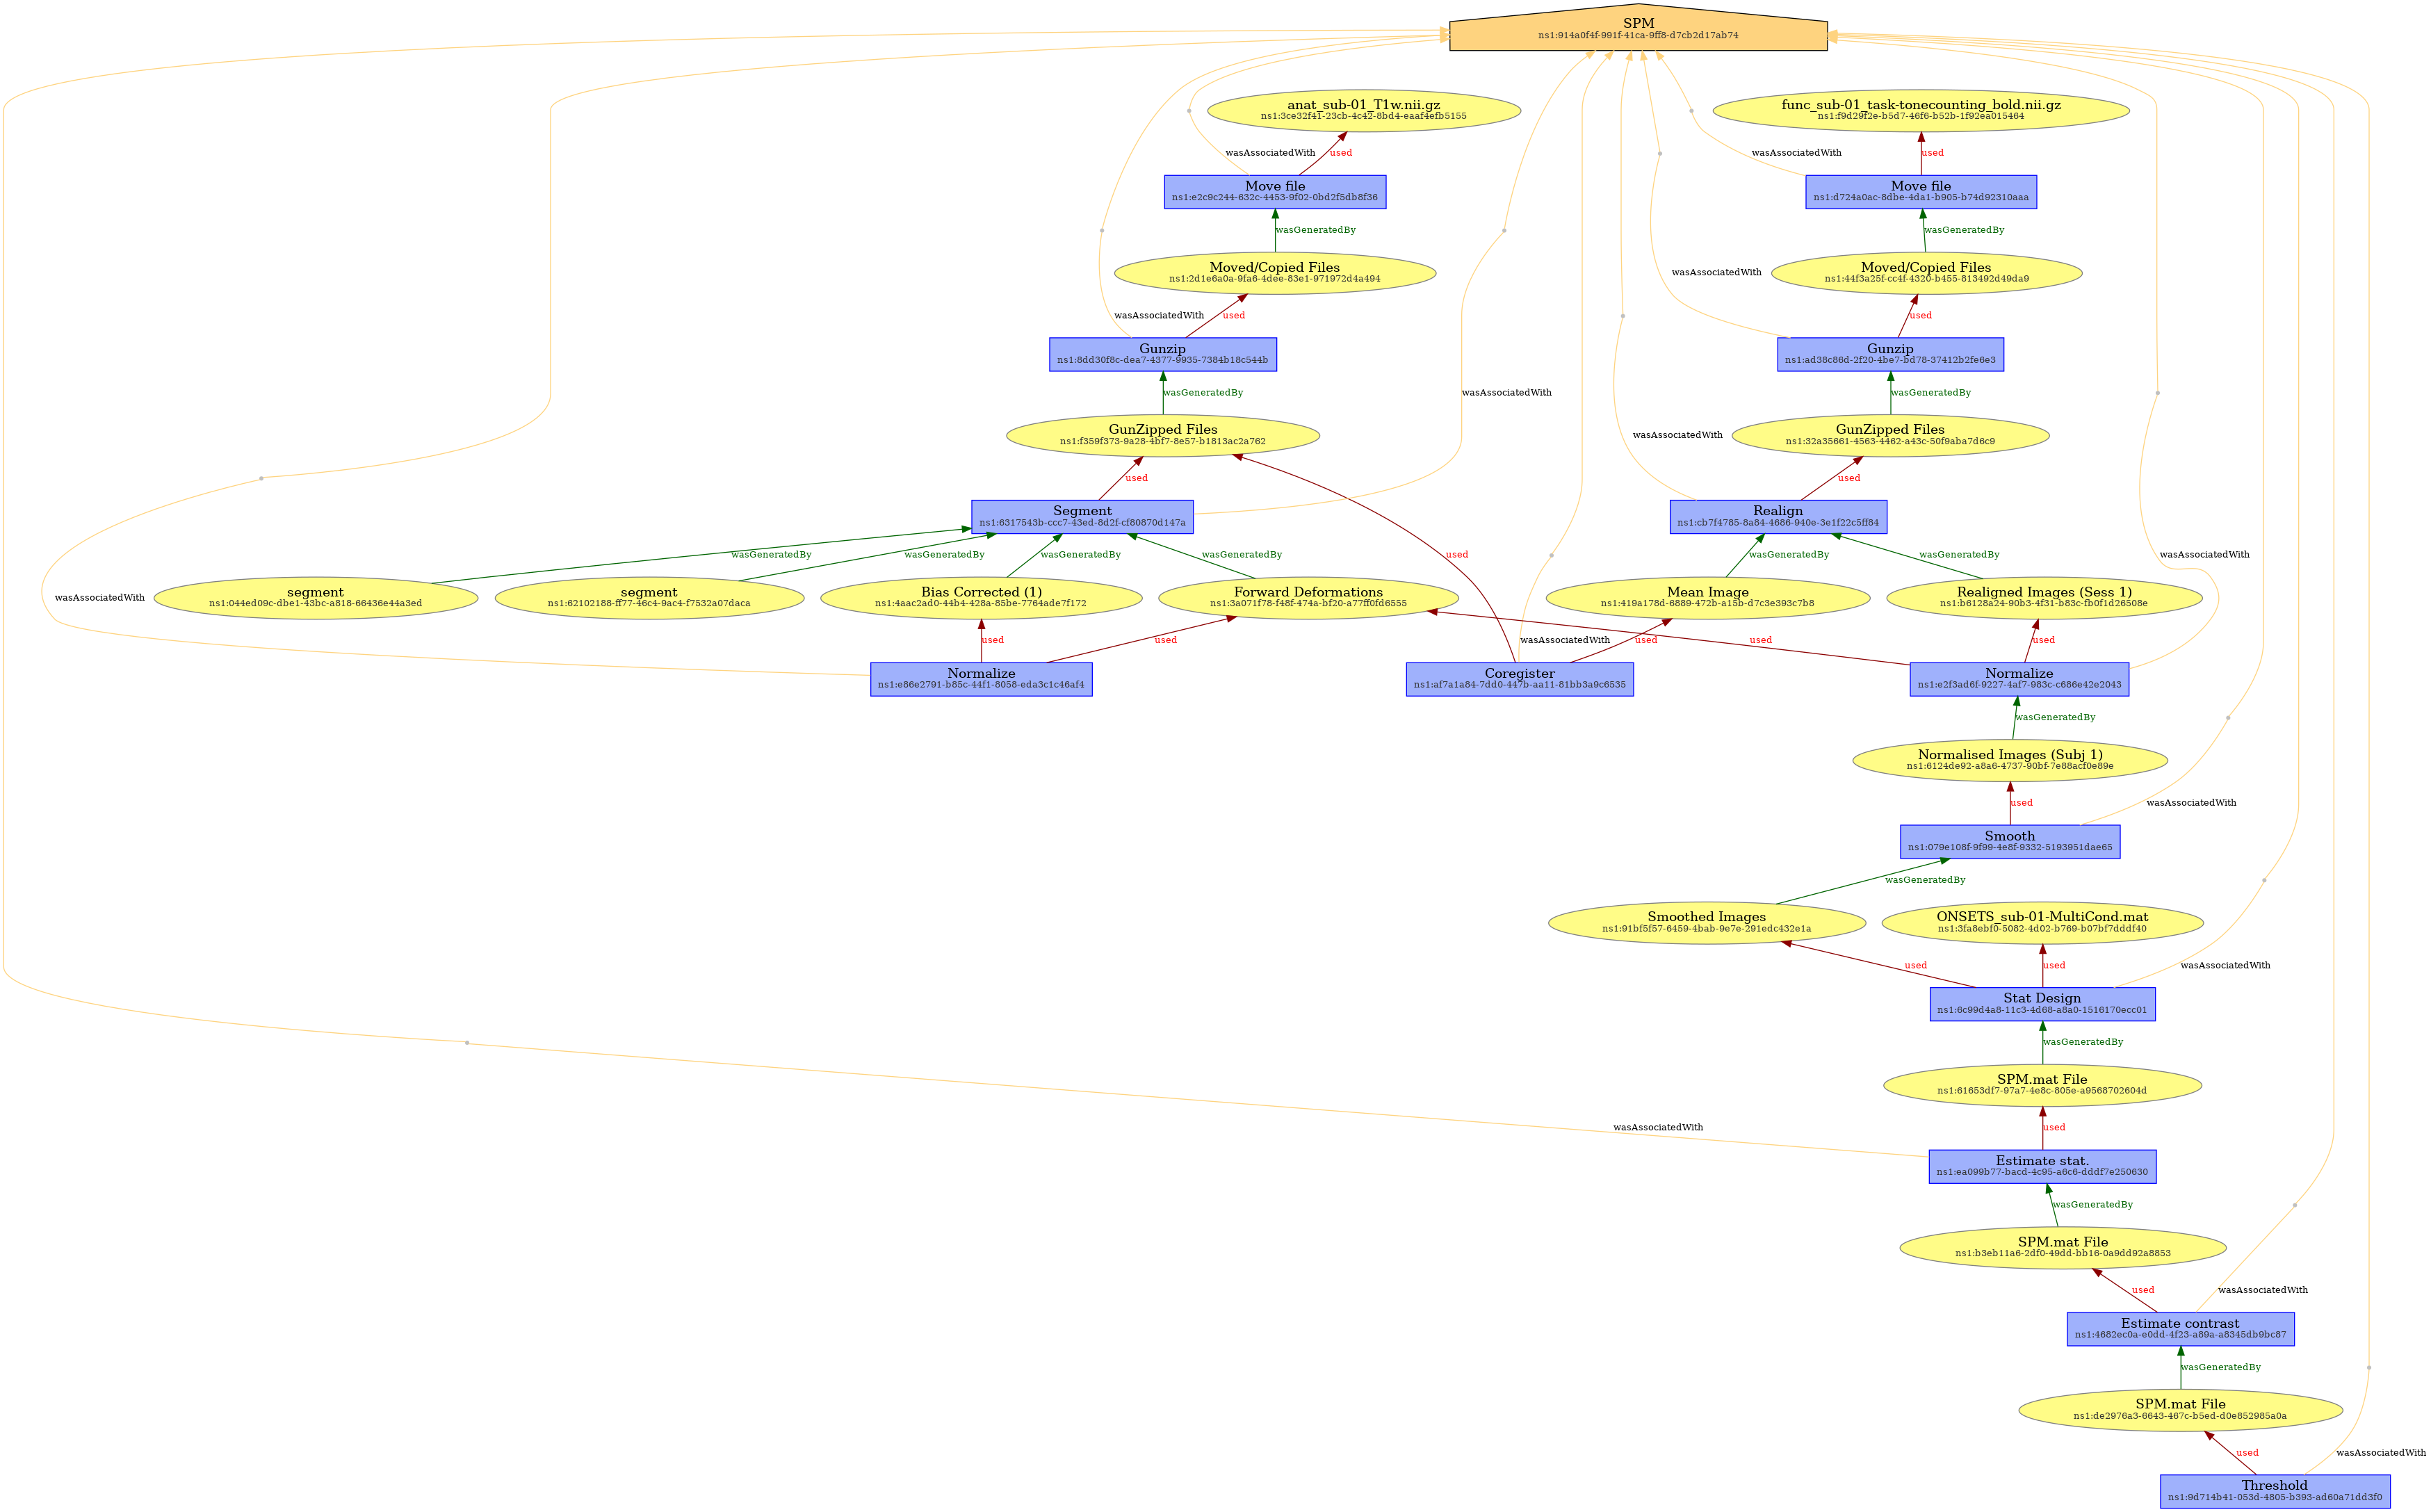 SPM
ns1:914a0f4f-991f-41ca-9ff8-d7cb2d17ab74
anat_sub-01_T1w.nii.gz
ns1:3ce32f41-23cb-4c42-8bd4-eaaf4efb5155
func_sub-01_task-tonecounting_bold.nii.gz
ns1:f9d29f2e-b5d7-46f6-b52b-1f92ea015464
wasAssociatedWith
used
wasAssociatedWith
used
Move file
ns1:e2c9c244-632c-4453-9f02-0bd2f5db8f36
Move file
ns1:d724a0ac-8dbe-4da1-b905-b74d92310aaa
wasGeneratedBy
wasGeneratedBy
Moved/Copied Files
ns1:2d1e6a0a-9fa6-4dee-83e1-971972d4a494
Moved/Copied Files
ns1:44f3a25f-cc4f-4320-b455-813492d49da9
wasAssociatedWith
used
wasAssociatedWith
used
Gunzip
ns1:8dd30f8c-dea7-4377-9935-7384b18c544b
Gunzip
ns1:ad38c86d-2f20-4be7-bd78-37412b2fe6e3
wasGeneratedBy
wasAssociatedWith
wasGeneratedBy
GunZipped Files
ns1:f359f373-9a28-4bf7-8e57-b1813ac2a762
wasAssociatedWith
GunZipped Files
ns1:32a35661-4563-4462-a43c-50f9aba7d6c9
used
used
Segment
ns1:6317543b-ccc7-43ed-8d2f-cf80870d147a
Realign
ns1:cb7f4785-8a84-4686-940e-3e1f22c5ff84
wasGeneratedBy
wasGeneratedBy
wasGeneratedBy
wasGeneratedBy
used
wasGeneratedBy
wasGeneratedBy
wasAssociatedWith
wasAssociatedWith
segment
ns1:044ed09c-dbe1-43bc-a818-66436e44a3ed
segment
ns1:62102188-ff77-46c4-9ac4-f7532a07daca
Bias Corrected (1)
ns1:4aac2ad0-44b4-428a-85be-7764ade7f172
Forward Deformations
ns1:3a071f78-f48f-474a-bf20-a77ff0fd6555
Mean Image
ns1:419a178d-6889-472b-a15b-d7c3e393c7b8
Realigned Images (Sess 1)
ns1:b6128a24-90b3-4f31-b83c-fb0f1d26508e
used
used
wasAssociatedWith
used
used
used
Normalize
ns1:e86e2791-b85c-44f1-8058-eda3c1c46af4
Coregister
ns1:af7a1a84-7dd0-447b-aa11-81bb3a9c6535
Normalize
ns1:e2f3ad6f-9227-4af7-983c-c686e42e2043
wasGeneratedBy
Normalised Images (Subj 1)
ns1:6124de92-a8a6-4737-90bf-7e88acf0e89e
used
wasAssociatedWith
Smooth
ns1:079e108f-9f99-4e8f-9332-5193951dae65
wasGeneratedBy
Smoothed Images
ns1:91bf5f57-6459-4bab-9e7e-291edc432e1a
ONSETS_sub-01-MultiCond.mat
ns1:3fa8ebf0-5082-4d02-b769-b07bf7dddf40
used
used
wasAssociatedWith
Stat Design
ns1:6c99d4a8-11c3-4d68-a8a0-1516170ecc01
wasGeneratedBy
SPM.mat File
ns1:61653df7-97a7-4e8c-805e-a9568702604d
wasAssociatedWith
used
Estimate stat.
ns1:ea099b77-bacd-4c95-a6c6-dddf7e250630
wasGeneratedBy
SPM.mat File
ns1:b3eb11a6-2df0-49dd-bb16-0a9dd92a8853
used
wasAssociatedWith
Estimate contrast
ns1:4682ec0a-e0dd-4f23-a89a-a8345db9bc87
wasGeneratedBy
SPM.mat File
ns1:de2976a3-6643-467c-b5ed-d0e852985a0a
used
wasAssociatedWith
Threshold
ns1:9d714b41-053d-4805-b393-ad60a71dd3f0